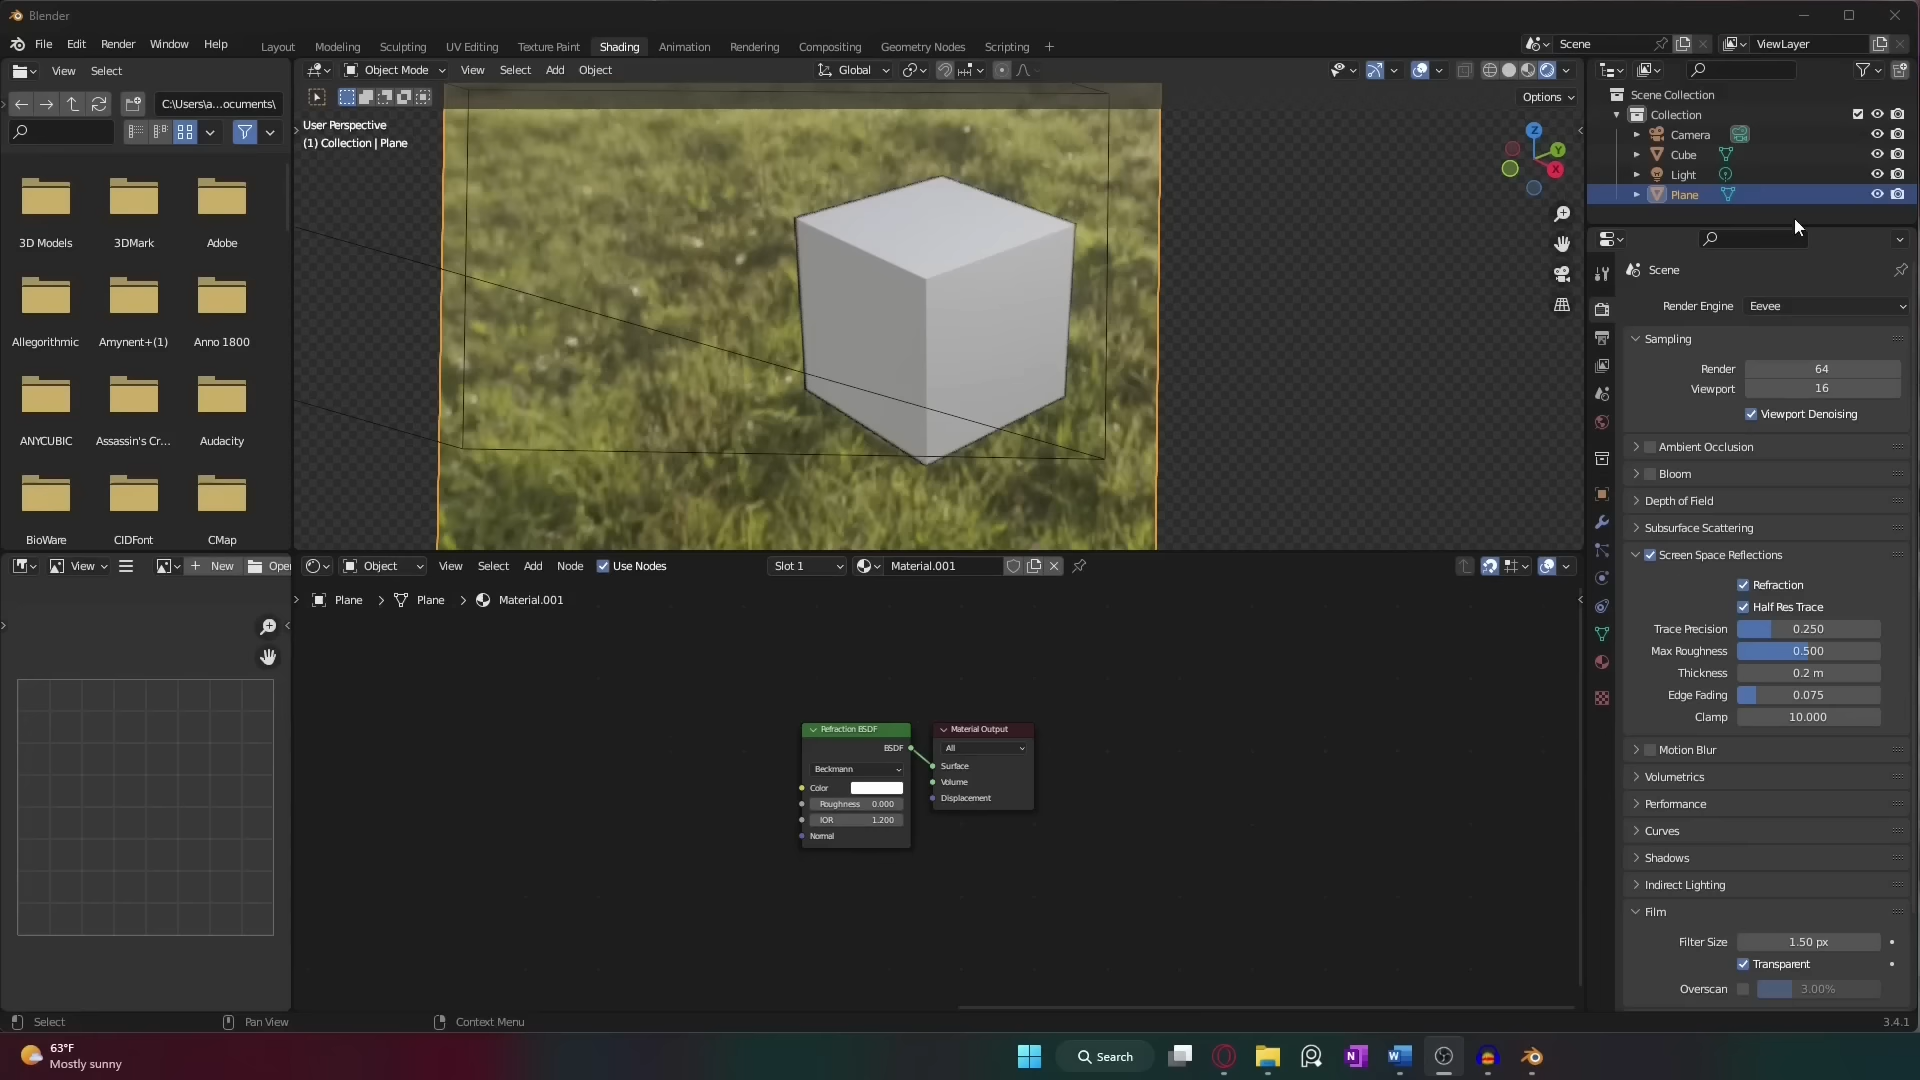 Blender
File Edit Render Window Help
Layout Modeling Sculpting UV Editing Texture Paint Shading Animation Rendering Compositing Geometry Nodes Scripting +
Scene
ViewLayer
View Select
Object Mode View Select Add Object
Global
C:\Users\a...ocuments\
Options
User Perspective
(1) Collection | Plane
Z
Y
X
Scene Collection
Collection
Camera
Cube
Light
Plane
3D Models 3DMark Adobe
Allegorithmic Amynent+(1) Anno 1800
ANYCUBIC Assassin's Cr... Audacity
BioWare CIDFont CMap
Scene
Render Engine Eevee
Sampling
Render 64
Viewport 16
Viewport Denoising
Ambient Occlusion
Bloom
Depth of Field
Subsurface Scattering
Screen Space Reflections
Refraction
Half Res Trace
Trace Precision 0.250
Max Roughness 0.500
Thickness 0.2 m
Edge Fading 0.075
Clamp 10.000
Motion Blur
Volumetrics
Performance
Curves
Shadows
Indirect Lighting
Film
Filter Size 1.50 px
Transparent
Overscan 3.00%
View + New Ope
Object View Select Add Node Use Nodes Slot 1 Material.001
Plane > Plane > Material.001
Refraction BSDF
BSDF
Beckmann
Color
Roughness 0.000
IOR 1.200
Normal
Material Output
All
Surface
Volume
Displacement
Select Pan View Context Menu 3.4.1
63°F
Mostly sunny
Search